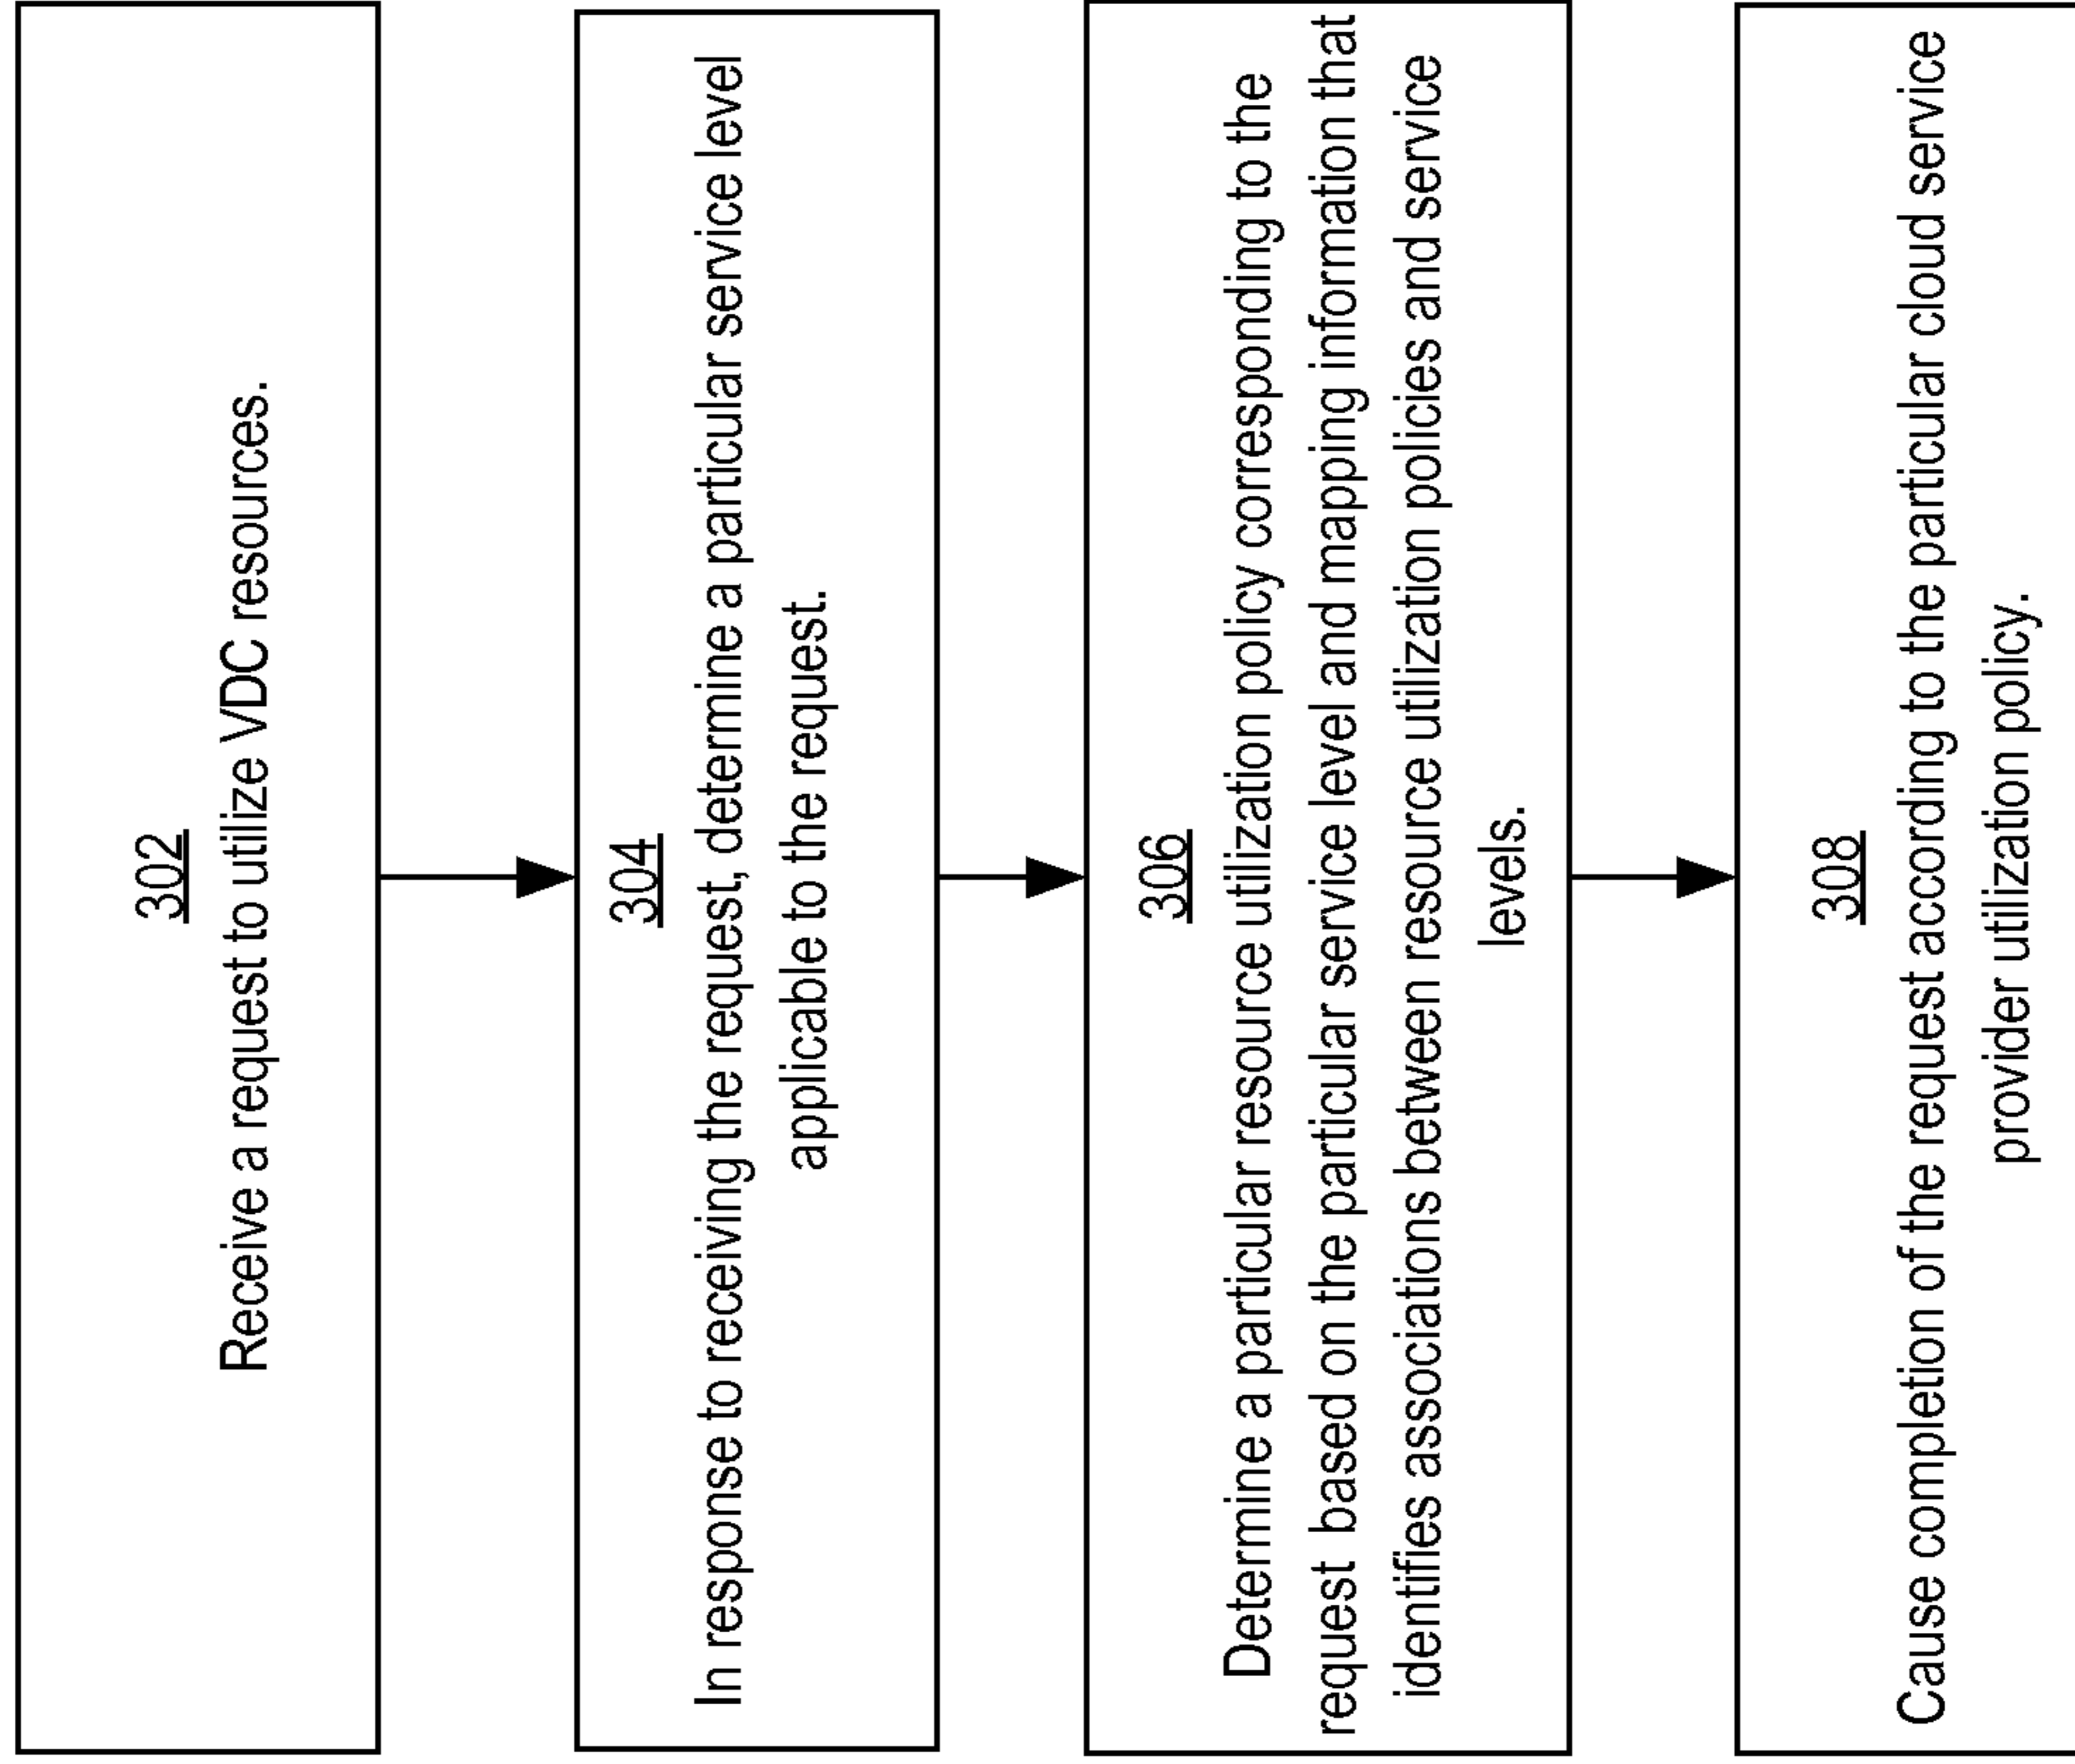 302
Receive a request to utilize VDC resources.
304
In response to receiving the request, determine a particular service level
applicable to the request.
306
Determine a particular resource utilization policy corresponding to the
request based on the particular service level and mapping information that
identifies associations between resource utilization policies and service
levels.
308
Cause completion of the request according to the particular cloud service
provider utilization policy.